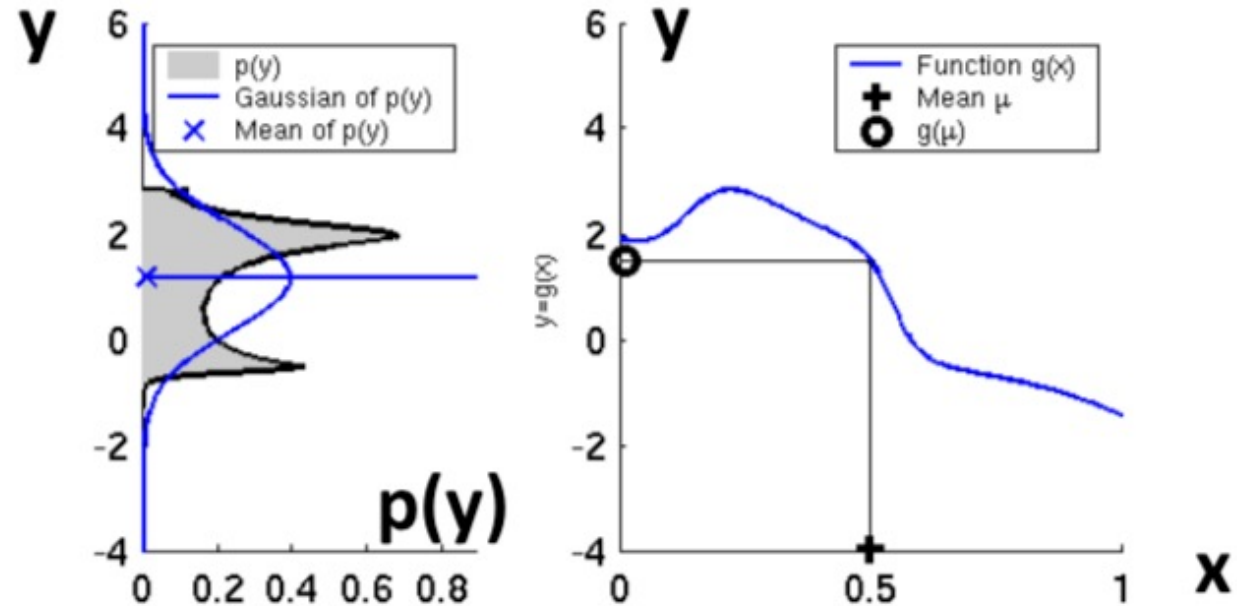 y
6
4
2
0
-2
-4
p(y)
Gaussian of p(y)
Mean of p(y)
p(y)
0 0.2 0.4 0.6 0.8
y
6
4
2
0
-2
-4
y=g(x)
Function g(x)
Mean μ
g(μ)
0 0.5 1
x